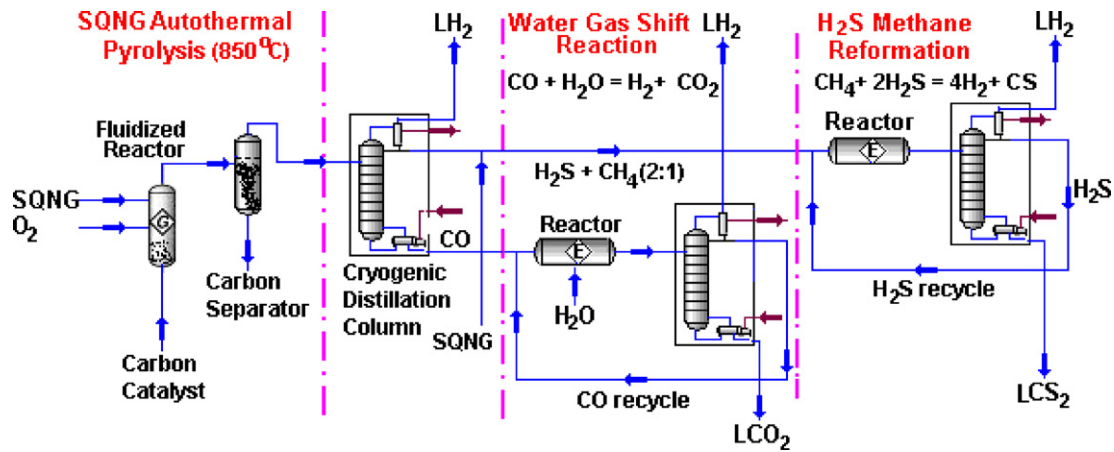 SQNG Autothermal
Pyrolysis (850⁰C)
LH₂
Water Gas Shift
Reaction
LH₂
H₂S Methane
Reformation
LH₂
CO + H₂O = H₂ + CO₂
CH₄ + 2H₂S = 4H₂ + CS
Fluidized
Reactor
Reactor
E
H₂S + CH₄ (2:1)
H₂S
SQNG
O₂
G
Reactor
E
CO
Carbon
Separator
Cryogenic
Distillation
Column
H₂O
H₂S recycle
SQNG
Carbon
Catalyst
CO recycle
LCS₂
LCO₂